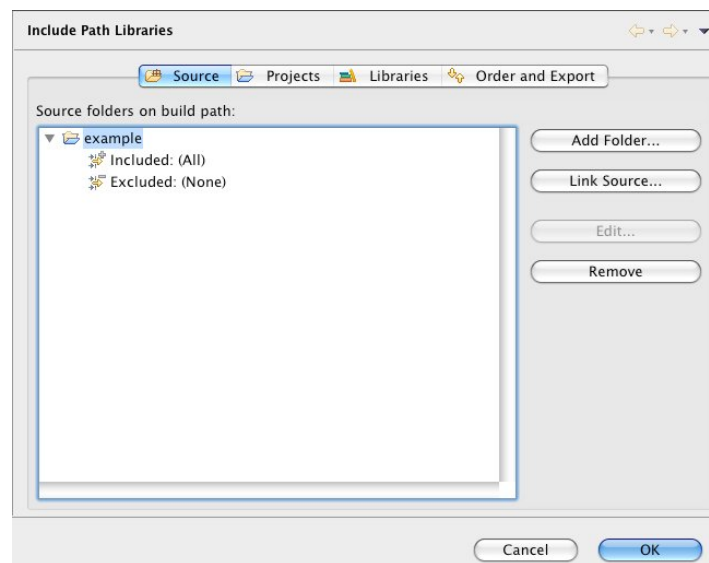 Include Path Libraries
Source Projects Libraries Order and Export
Source folders on build path:
example
Included: (All)
Excluded: (None)
Add Folder...
Link Source...
Edit...
Remove
Cancel OK